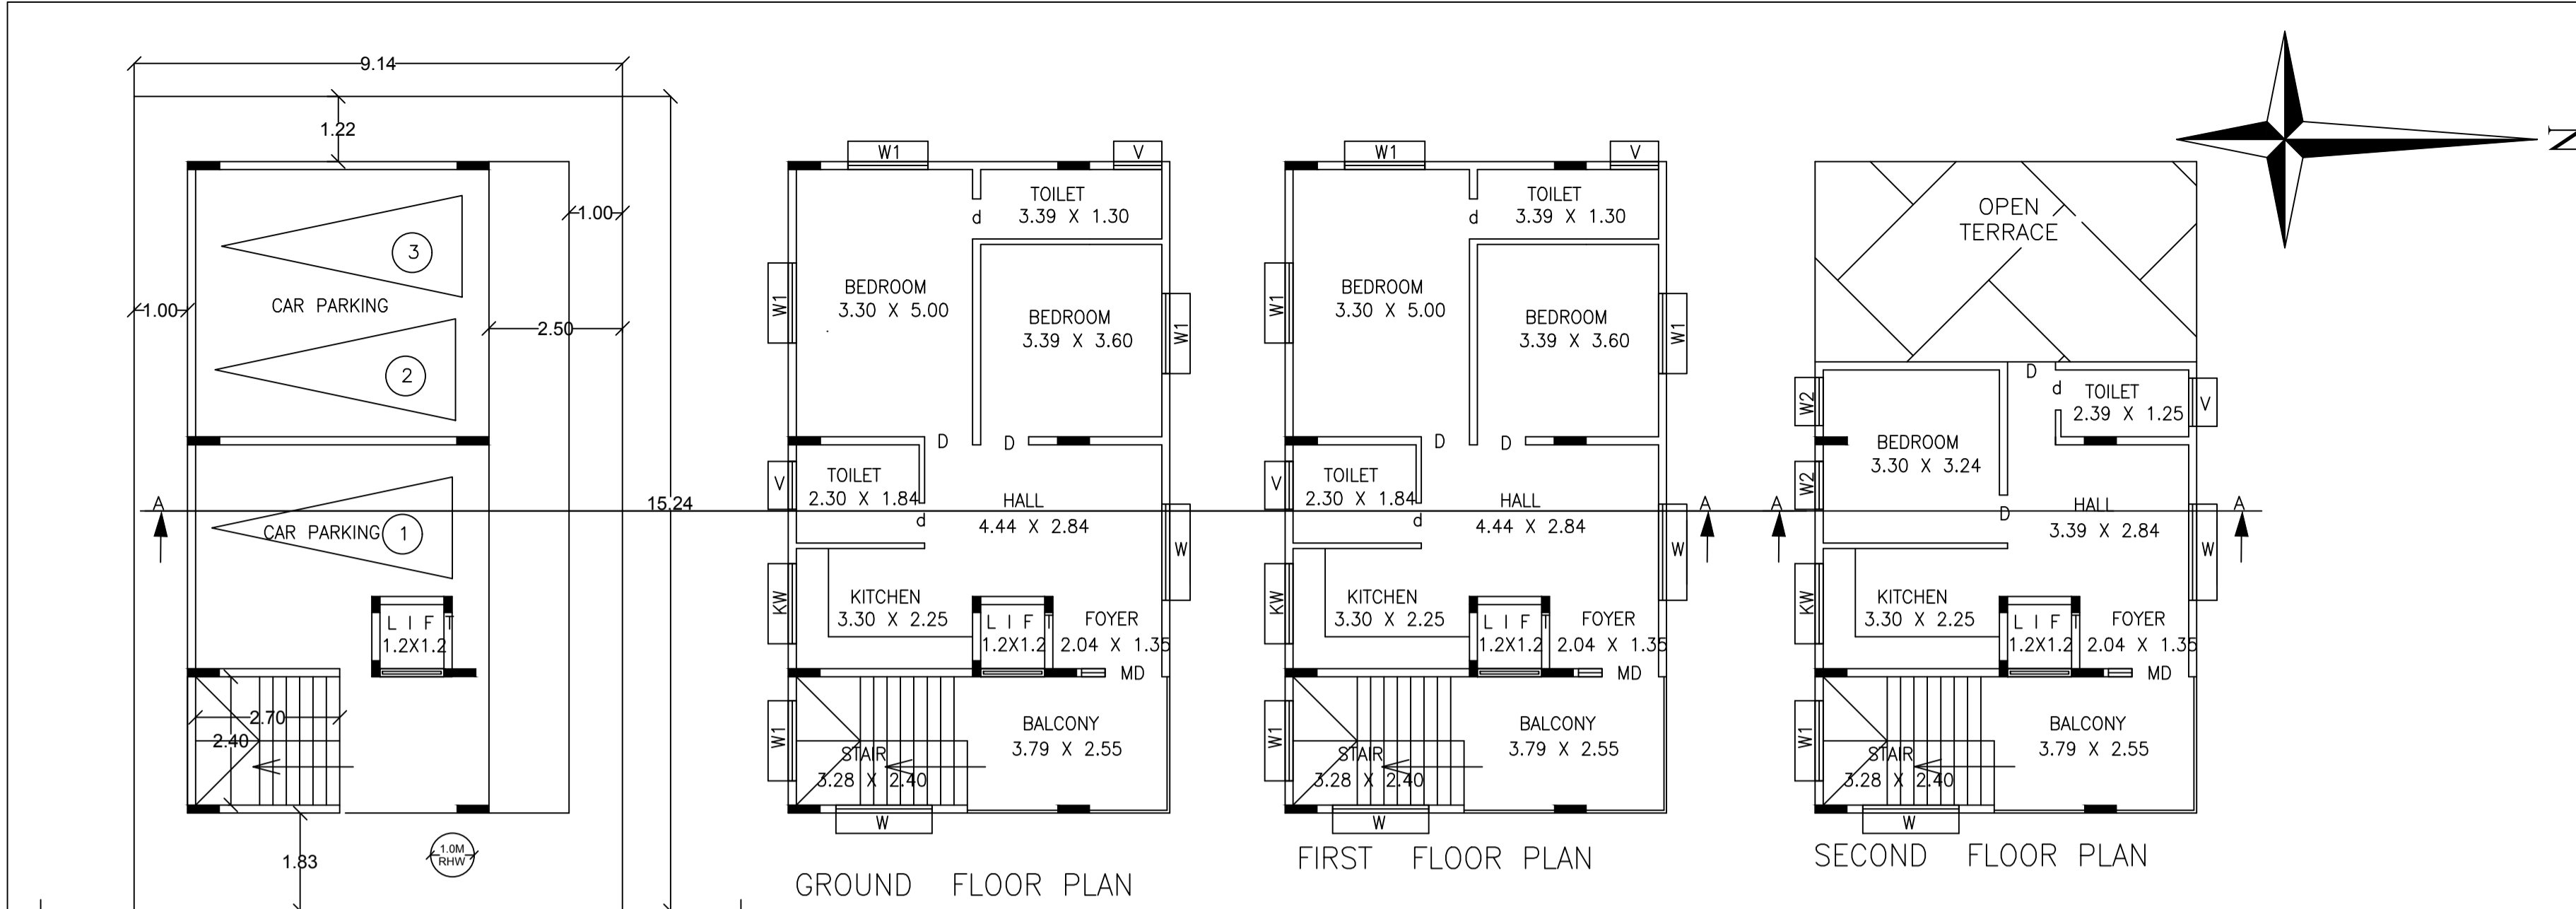 9.14
1.22
1.00
3
CAR PARKING
1.00
2.50
2
A
15.24
CAR PARKING
1
LIFT
1.2X1.2
2.70
2.40
1.0M
RHW
1.83
W1
V
TOILET
3.39 X 1.30
d
W1
BEDROOM
3.30 X 5.00
BEDROOM
3.39 X 3.60
W1
D
D
V
TOILET
2.30 X 1.84
d
HALL
4.44 X 2.84
W
KW
KITCHEN
3.30 X 2.25
LIFT
1.2X1.2
FOYER
2.04 X 1.35
MD
W1
STAIR
3.28 X 2.40
BALCONY
3.79 X 2.55
W
GROUND FLOOR PLAN
W1
V
TOILET
3.39 X 1.30
d
W1
BEDROOM
3.30 X 5.00
BEDROOM
3.39 X 3.60
W1
D
D
V
TOILET
2.30 X 1.84
d
HALL
4.44 X 2.84
A
W
KW
KITCHEN
3.30 X 2.25
LIFT
1.2X1.2
FOYER
2.04 X 1.35
MD
W1
STAIR
3.28 X 2.40
BALCONY
3.79 X 2.55
W
FIRST FLOOR PLAN
N
OPEN
TERRACE
D
d
TOILET
2.39 X 1.25
V
W2
BEDROOM
3.30 X 3.24
W2
A
D
HALL
3.39 X 2.84
A
W
KW
KITCHEN
3.30 X 2.25
LIFT
1.2X1.2
FOYER
2.04 X 1.35
MD
W1
STAIR
3.28 X 2.40
BALCONY
3.79 X 2.55
W
SECOND FLOOR PLAN